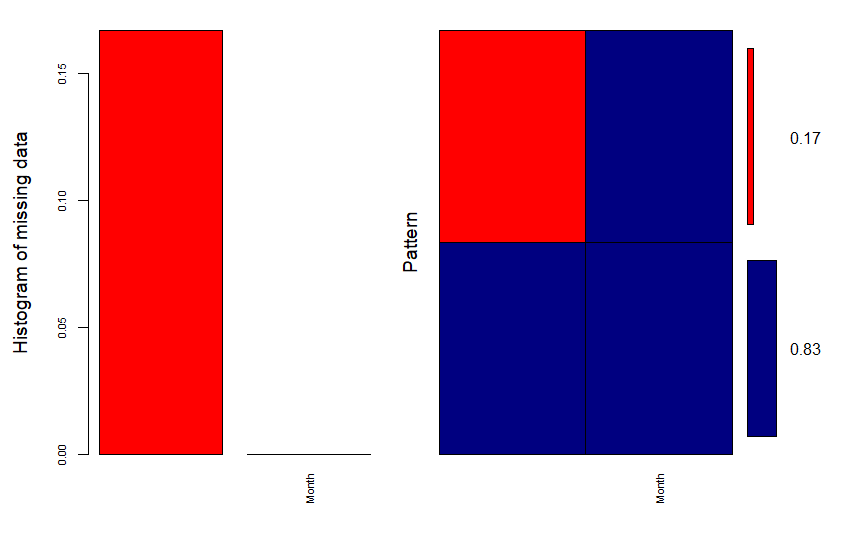 Histogram of missing data
0.15
0.10
0.05
0.00
Month
Pattern
Month
0.17
0.83